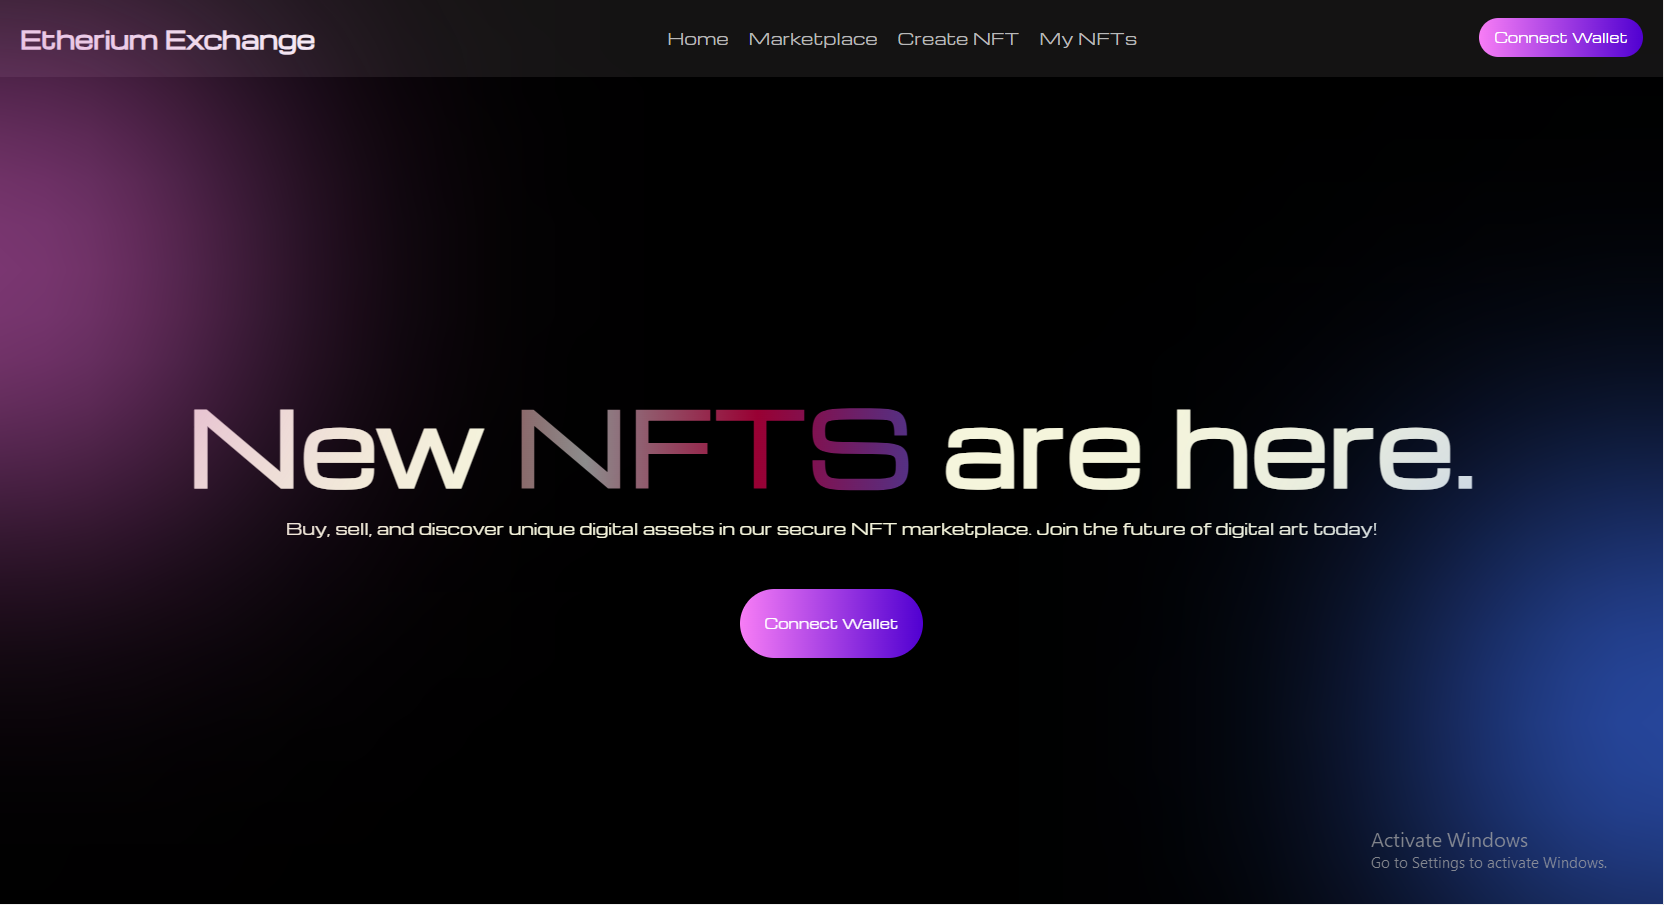 Etherium Exchange
Home Marketplace Create NFT My NFTs
Connect Wallet
New NFTS are here.
Buy, sell, and discover unique digital assets in our secure NFT marketplace. Join the future of digital art today!
Connect Wallet
Activate Windows
Go to Settings to activate Windows.